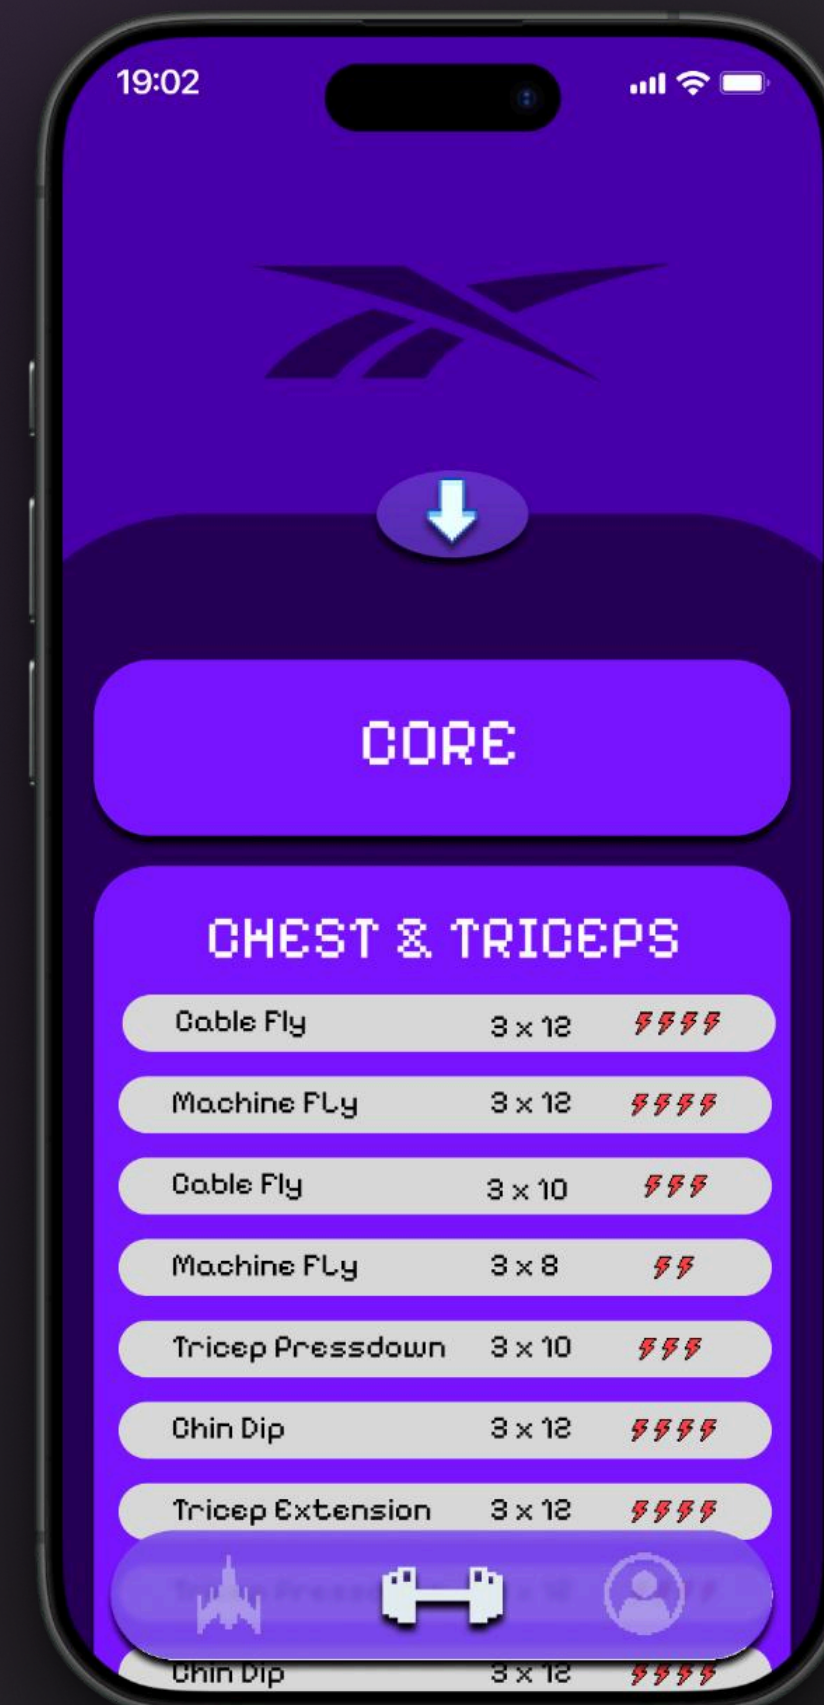 19:02
CORE
CHEST & TRICEPS
Cable Fly 3 x 12
Machine Fly 3 x 12
Cable Fly 3 x 10
Machine Fly 3 x 8
Tricep Pressdown 3 x 10
Chin Dip 3 x 12
Tricep Extension 3 x 12
Chin Dip 3 x 12